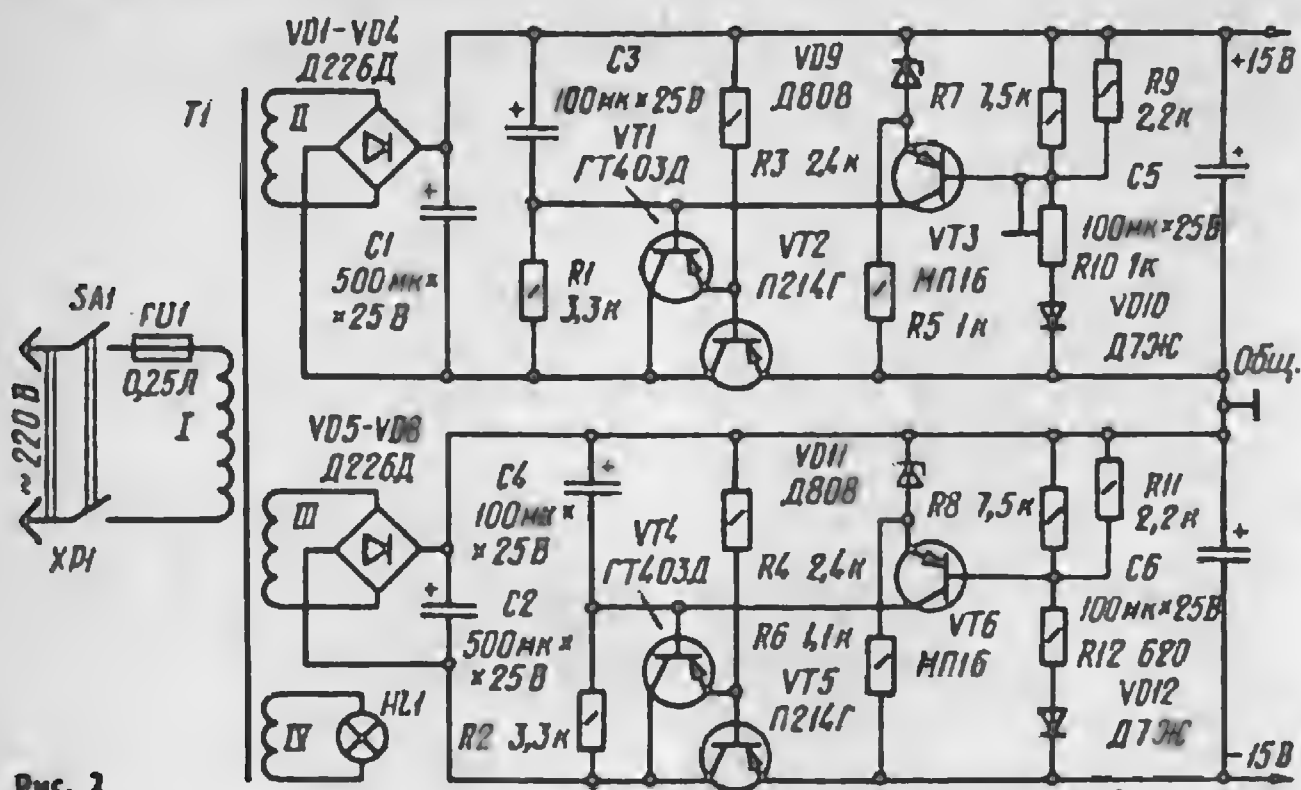 VD1-VD4
Д226Д
T1
II
C3
100мк×25В
VT1
ГТ403Д
VD9
Д808
R7 7,5к
R9
2,2к
+15В
R3 2,4к
C5
100мк×25В
C1
500мк×
×25В
R1
3,3к
VT2
П214Г
VT3
МП16
R5 1к
R10 1к
VD10
Д7Ж
SA1
FU1
0,25А
I
~220В
XP1
Общ.
VD5-VD8
Д226Д
III
C4
100мк×
×25В
VT4
ГТ403Д
VD11
Д808
R8 7,5к
R11
2,2к
R4 2,4к
C6
100мк×25В
C2
500мк×
×25В
R6 1,1к
VT5
П214Г
VT6
МП16
R12 620
VD12
Д7Ж
IV
HL1
R2 3,3к
-15В